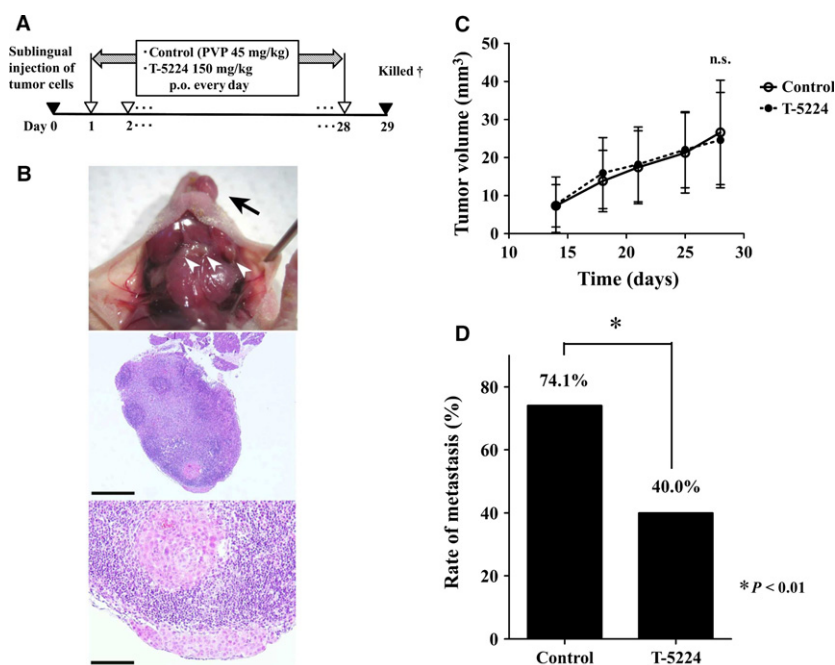 A
Sublingual
injection of
tumor cells
·Control (PVP 45 mg/kg)
·T-5224 150 mg/kg
p.o. every day
Killed †
Day 0
1
2
···
···28
29
B
C
Tumor volume (mm³)
50
40
30
20
10
0
n.s.
Control
T-5224
10
15
20
25
30
Time (days)
D
Rate of metastasis (%)
80
60
40
20
0
*
74.1%
40.0%
* P < 0.01
Control
T-5224